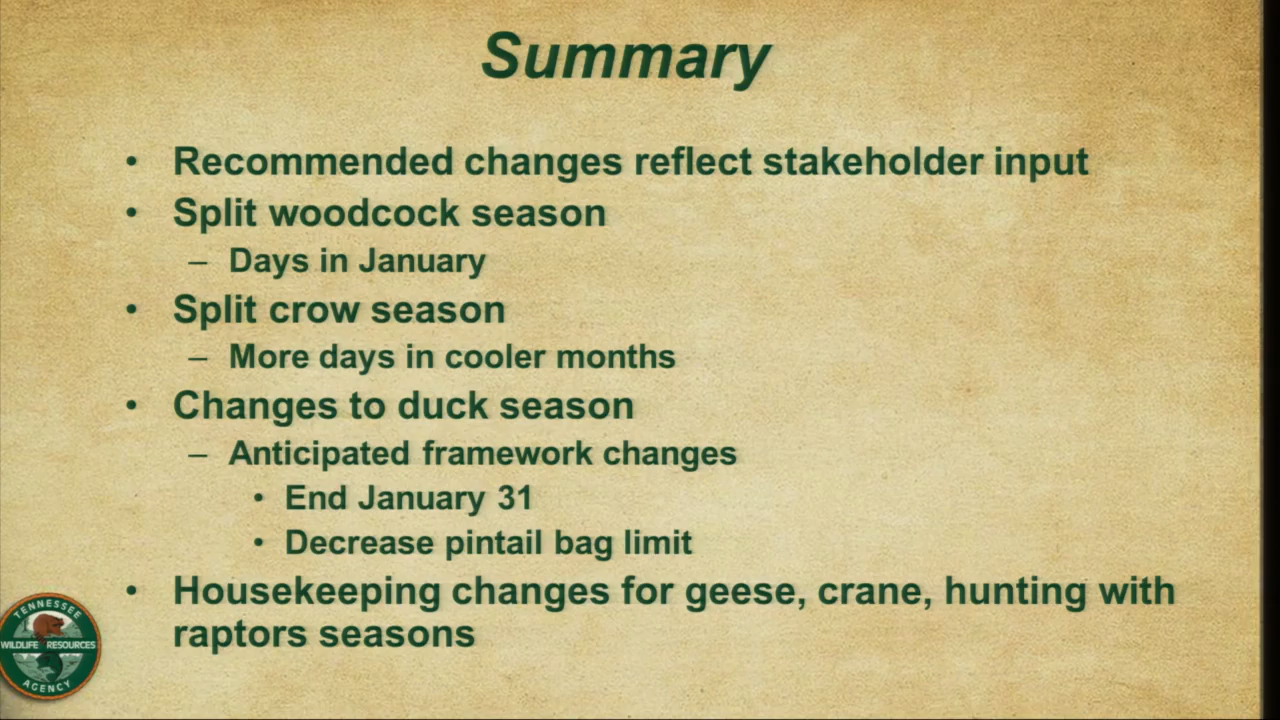 Summary
• Recommended changes reflect stakeholder input
• Split woodcock season
– Days in January
• Split crow season
– More days in cooler months
• Changes to duck season
– Anticipated framework changes
• End January 31
• Decrease pintail bag limit
• Housekeeping changes for geese, crane, hunting with
raptors seasons
TENNESSEE
WILDLIFE RESOURCES
AGENCY